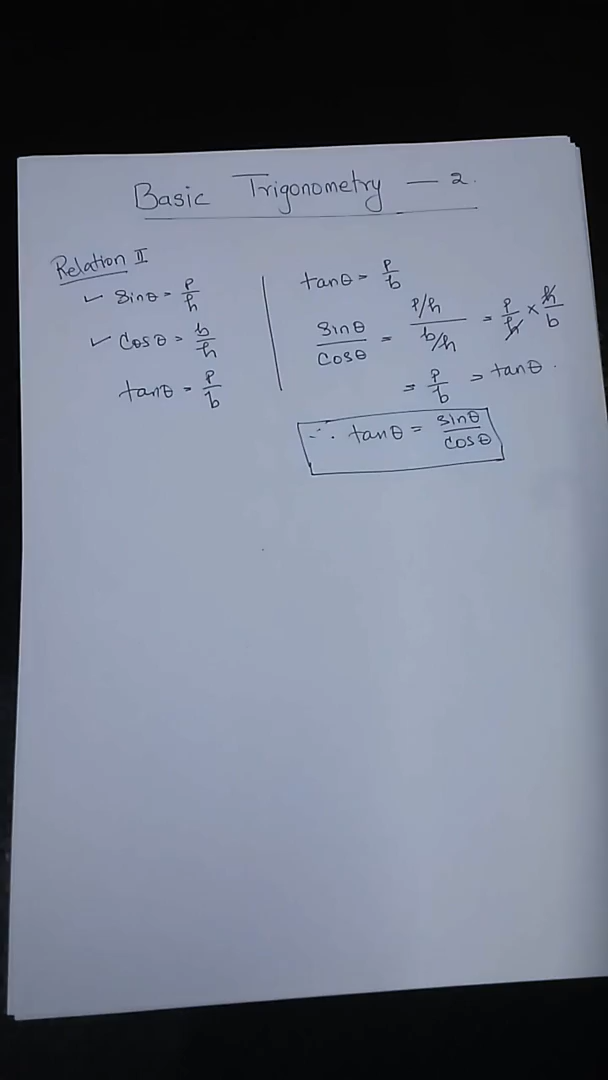 Basic Trigonometry — 2.
Relation II
✓ Sinθ = p/h
✓ Cosθ = b/h
tanθ = p/b
tanθ = p/b
Sinθ/Cosθ = (p/h)/(b/h) = p/h × h/b
= p/b = tanθ.
∴ tanθ = Sinθ/Cosθ